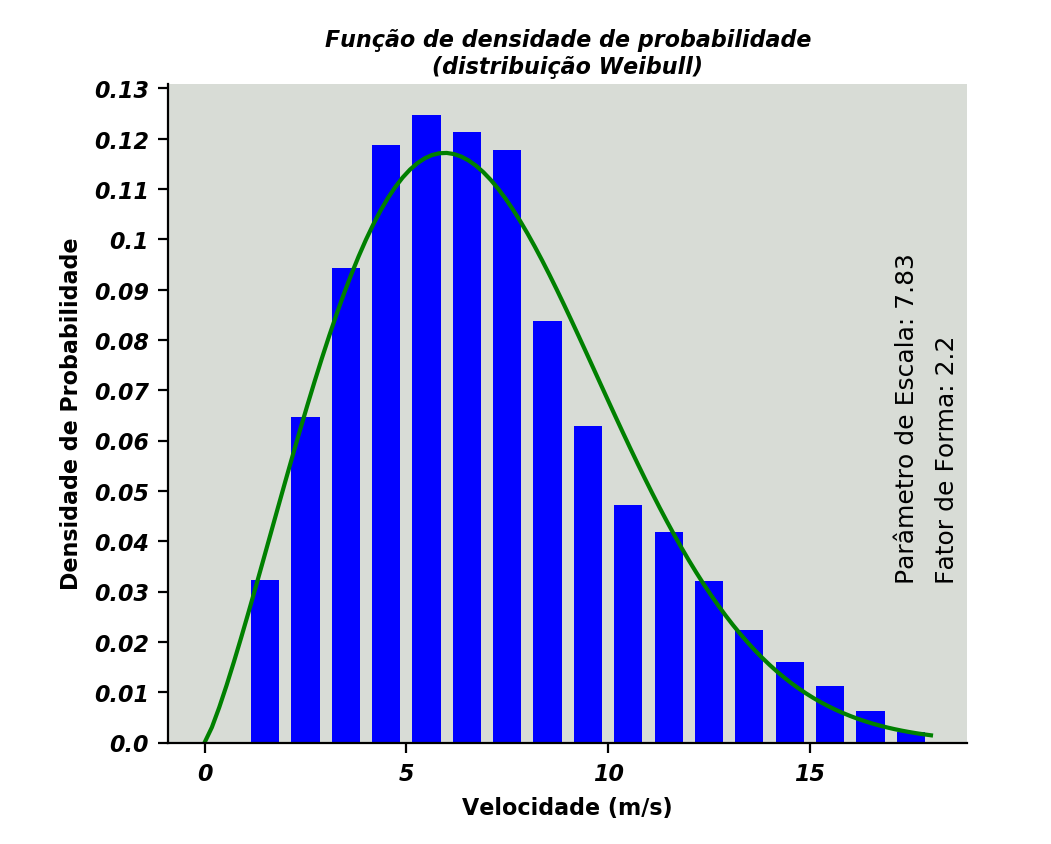 Função de densidade de probabilidade
(distribuição Weibull)
Densidade de Probabilidade
0.13
0.12
0.11
0.1
0.09
0.08
0.07
0.06
0.05
0.04
0.03
0.02
0.01
0.0
Parâmetro de Escala: 7.83
Fator de Forma: 2.2
0 5 10 15
Velocidade (m/s)